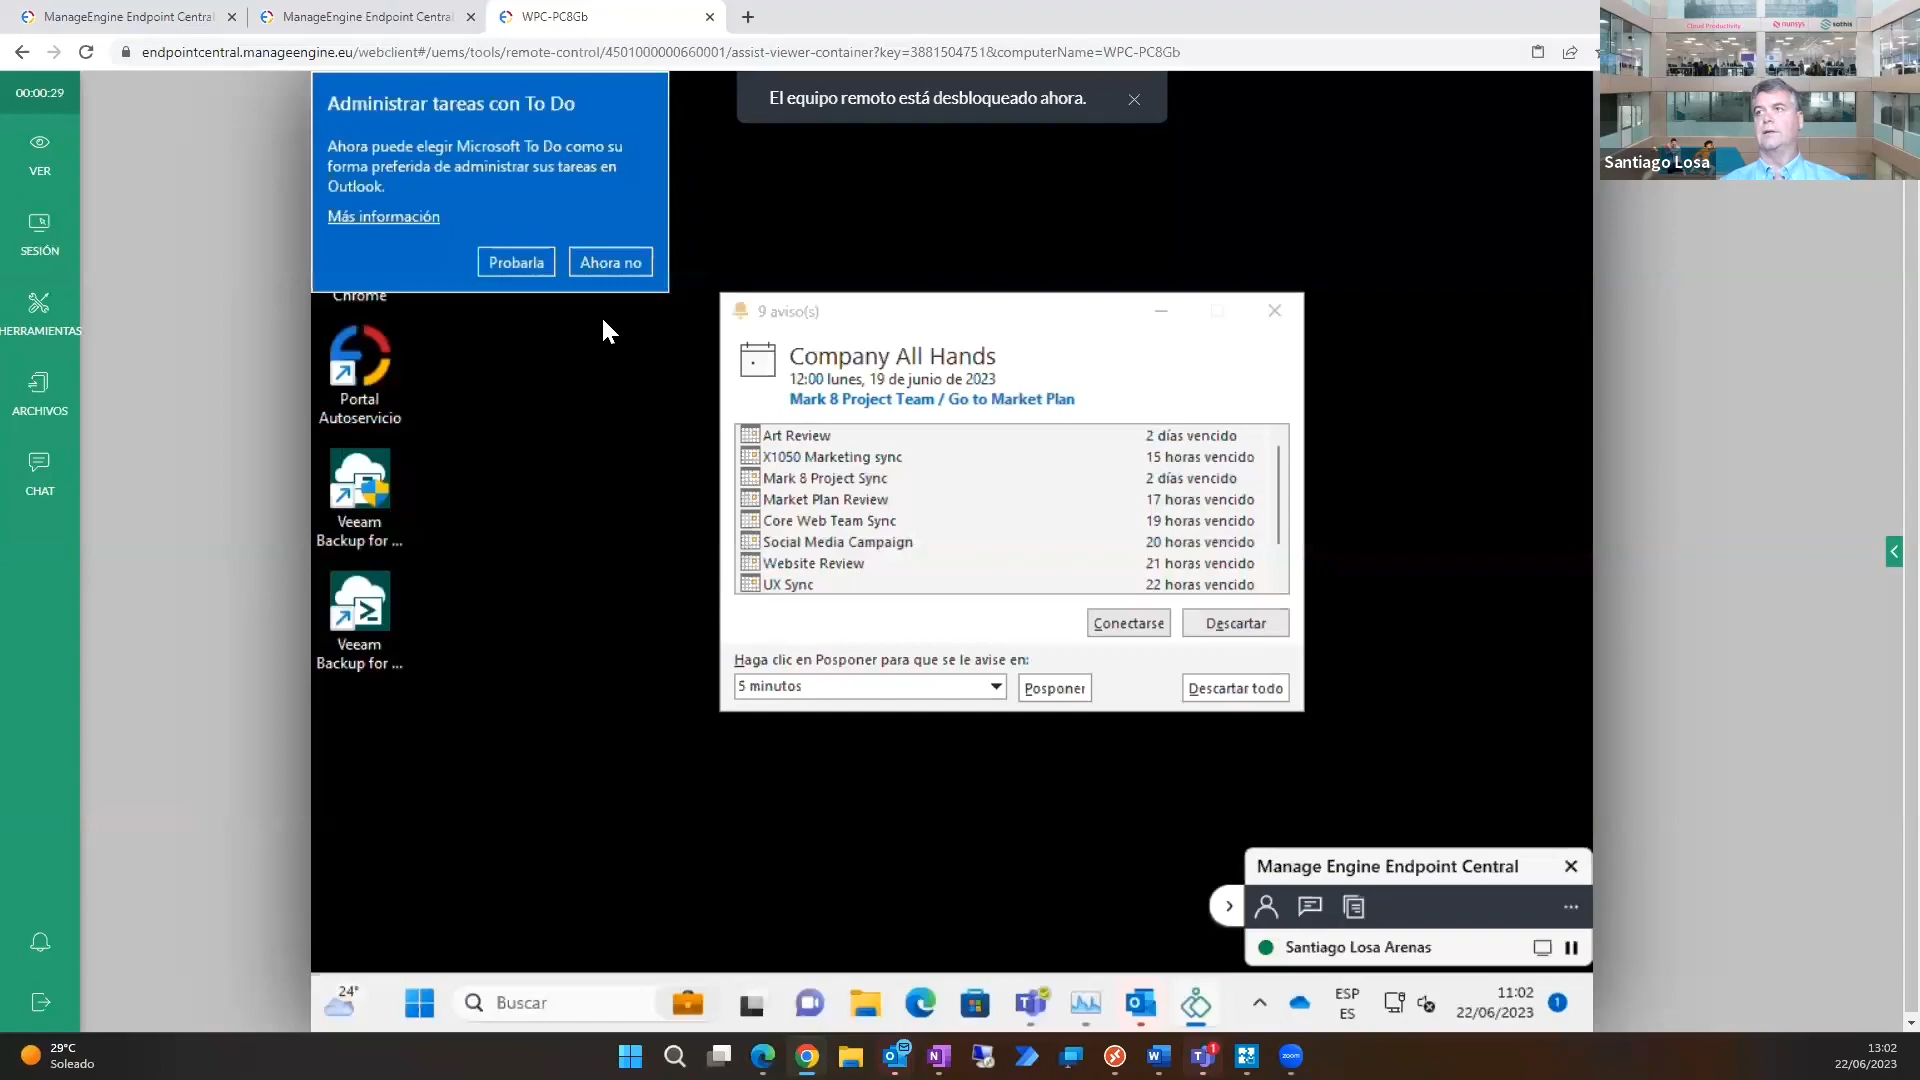 ManageEngine Endpoint Central
ManageEngine Endpoint Central
WPC-PC8Gb
endpointcentral.manageengine.eu/webclient#/uems/tools/remote-control/4501000000660001/assist-viewer-container?key=3881504751&computerName=WPC-PC8Gb
Cloud Productivity
nunsys
sothis
Santiago Losa
00:00:29
VER
SESIÓN
HERRAMIENTAS
ARCHIVOS
CHAT
Administrar tareas con To Do
Ahora puede elegir Microsoft To Do como su
forma preferida de administrar sus tareas en
Outlook.
Más información
Probarla
Ahora no
El equipo remoto está desbloqueado ahora.
Chrome
Portal
Autoservicio
Veeam
Backup for ...
Veeam
Backup for ...
9 aviso(s)
Company All Hands
12:00 lunes, 19 de junio de 2023
Mark 8 Project Team / Go to Market Plan
Art Review 2 días vencido
X1050 Marketing sync 15 horas vencido
Mark 8 Project Sync 2 días vencido
Market Plan Review 17 horas vencido
Core Web Team Sync 19 horas vencido
Social Media Campaign 20 horas vencido
Website Review 21 horas vencido
UX Sync 22 horas vencido
Conectarse
Descartar
Haga clic en Posponer para que se le avise en:
5 minutos
Posponer
Descartar todo
Manage Engine Endpoint Central
Santiago Losa Arenas
24°
Buscar
ESP
ES
11:02
22/06/2023
1
29°C
Soleado
1
zoom
13:02
22/06/2023